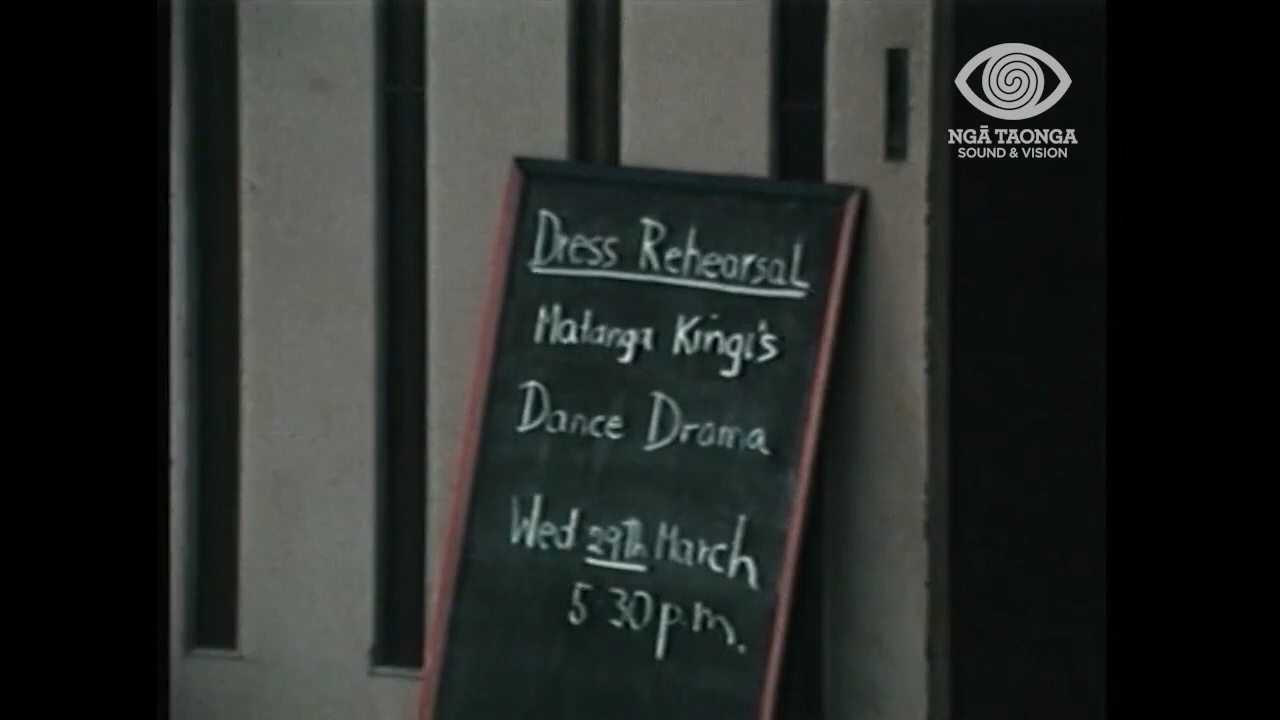 NGĀ TAONGA
SOUND & VISION
Dress Rehearsal
Matanga Kingi's
Dance Drama
Wed 29Th March
5.30 p.m.